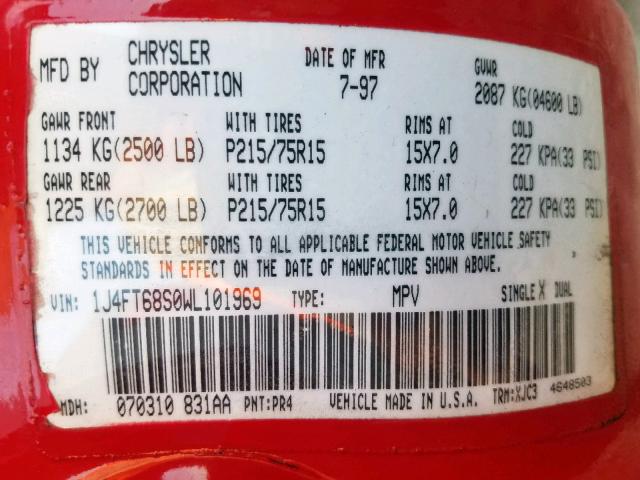 MFD BY CHRYSLER CORPORATION DATE OF MFR 7-97 GVWR 2087 KG(04600 LB)
GAWR FRONT WITH TIRES RIMS AT COLD
1134 KG(2500 LB) P215/75R15 15X7.0 227 KPA(33 PSI)
GAWR REAR WITH TIRES RIMS AT COLD
1225 KG(2700 LB) P215/75R15 15X7.0 227 KPA(33 PSI)
THIS VEHICLE CONFORMS TO ALL APPLICABLE FEDERAL MOTOR VEHICLE SAFETY
STANDARDS IN EFFECT ON THE DATE OF MANUFACTURE SHOWN ABOVE.
VIN: 1J4FT68S0WL101969 TYPE: MPV SINGLE X DUAL
MDH: 070310 831AA PNT:PR4 VEHICLE MADE IN U.S.A. TRM:XJC3 4648503